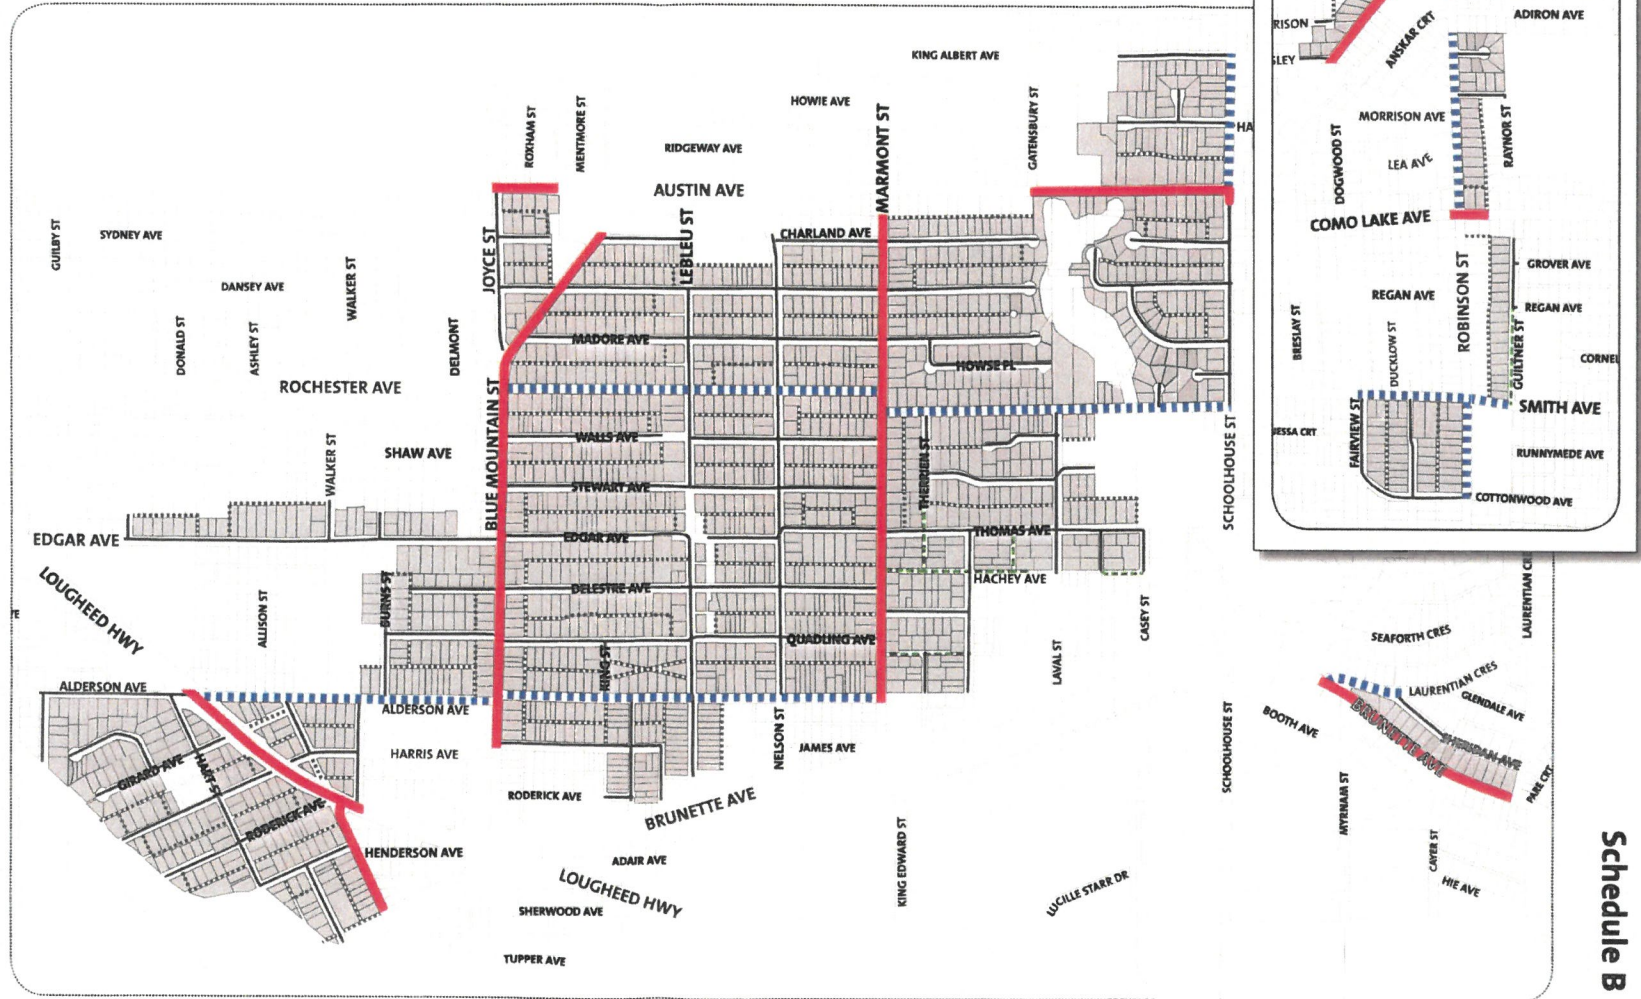 KING ALBERT AVE
HOWIE AVE
ROXHAM ST
MENTMORE ST
RIDGEWAY AVE
AUSTIN AVE
MARMONT ST
GATENSBURY ST
HA
GUILBY ST
SYDNEY AVE
DANSEY AVE
WALKER ST
DONALD ST
ASHLEY ST
DELMONT
JOYCE ST
LEBLEU ST
CHARLAND AVE
MADORE AVE
HOWSE PL
ROCHESTER AVE
BLUE MOUNTAIN ST
WALLS AVE
SHAW AVE
WALKER ST
STEWART AVE
THERRIEN ST
SCHOOLHOUSE ST
EDGAR AVE
EDGAR AVE
THOMAS AVE
HACHEY AVE
LOUGHEED HWY
ALLISON ST
BURNS ST
DELESTRE AVE
QUADLING AVE
KING ST
LAVAL ST
CASEY ST
ALDERSON AVE
ALDERSON AVE
HARRIS AVE
NELSON ST
JAMES AVE
SCHOOLHOUSE ST
GIRARD AVE
HART ST
RODERICK AVE
RODERICK AVE
BRUNETTE AVE
HENDERSON AVE
ADAIR AVE
LOUGHEED HWY
KING EDWARD ST
LUCILLE STARR DR
SHERWOOD AVE
TUPPER AVE
RISON
SLEY
ANSKAR CRT
ADIRON AVE
MORRISON AVE
DOGWOOD ST
LEA AVE
RAYNOR ST
COMO LAKE AVE
ROBINSON ST
GROVER AVE
REGAN AVE
REGAN AVE
BRESLAY ST
DUCKLOW ST
GUILTNER ST
CORNEL
SMITH AVE
FAIRVIEW ST
JESSA CRT
RUNNYMEDE AVE
COTTONWOOD AVE
SEAFORTH CRES
LAURENTIAN CRES
GLENDALE AVE
BOOTH AVE
BRUNETTE AVE
SHERIDAN AVE
PARE CRT
MYRNAM ST
CAYER ST
HIE AVE
Schedule B